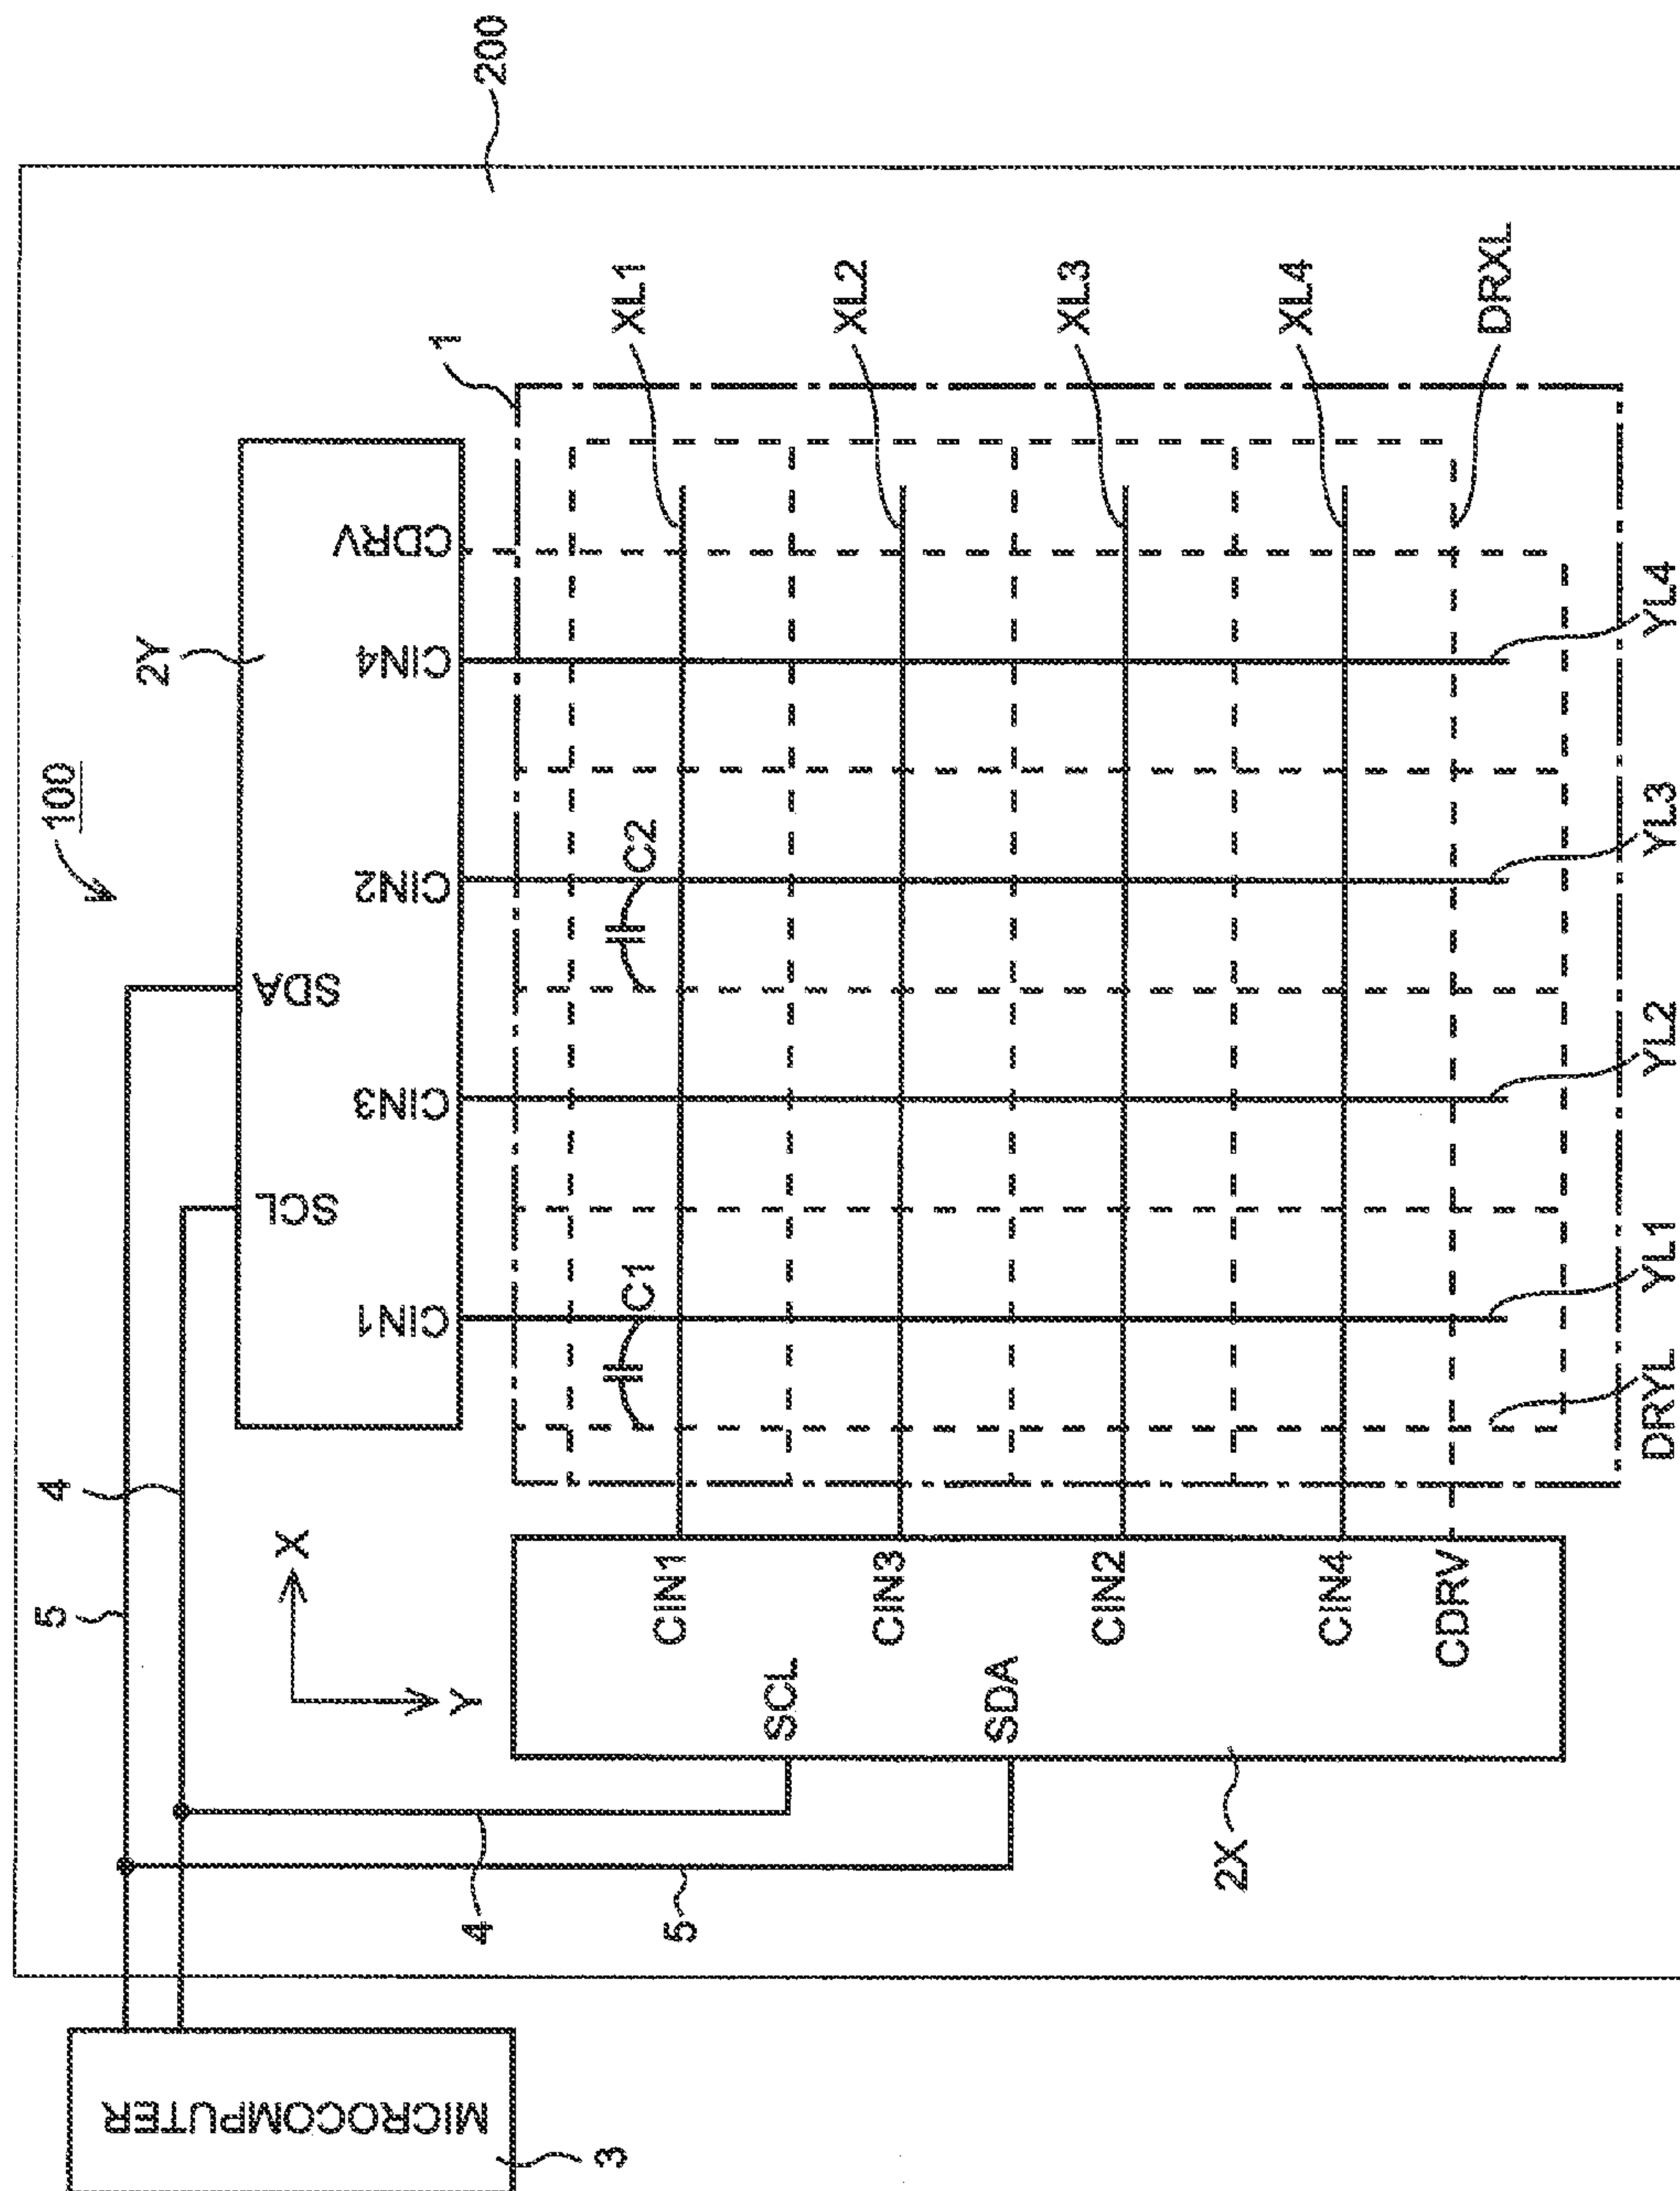 200
100
2Y
1
SCL
SDA
CIN1
CIN3
CIN2
CIN4
CDRV
5
4
X
Y
C1
C2
XL1
XL2
XL3
XL4
DRXL
CIN1
CIN3
CIN2
CIN4
CDRV
SCL
SDA
4
5
2X
MICROCOMPUTER
3
DRYL
YL1
YL2
YL3
YL4